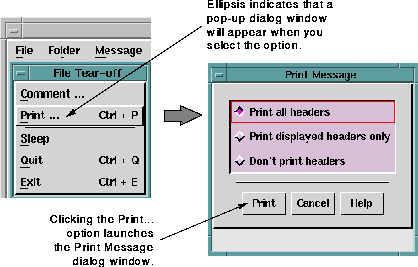 Ellipsis indicates that a
pop-up dialog window
will appear when you
select the option.
File Folder Message
File Tear-off
Comment ...
Print ... Ctrl + P
Sleep
Quit Ctrl + Q
Exit Ctrl + E
Print Message
Print all headers
Print displayed headers only
Don't print headers
Print Cancel Help
Clicking the Print...
option launches
the Print Message
dialog window.